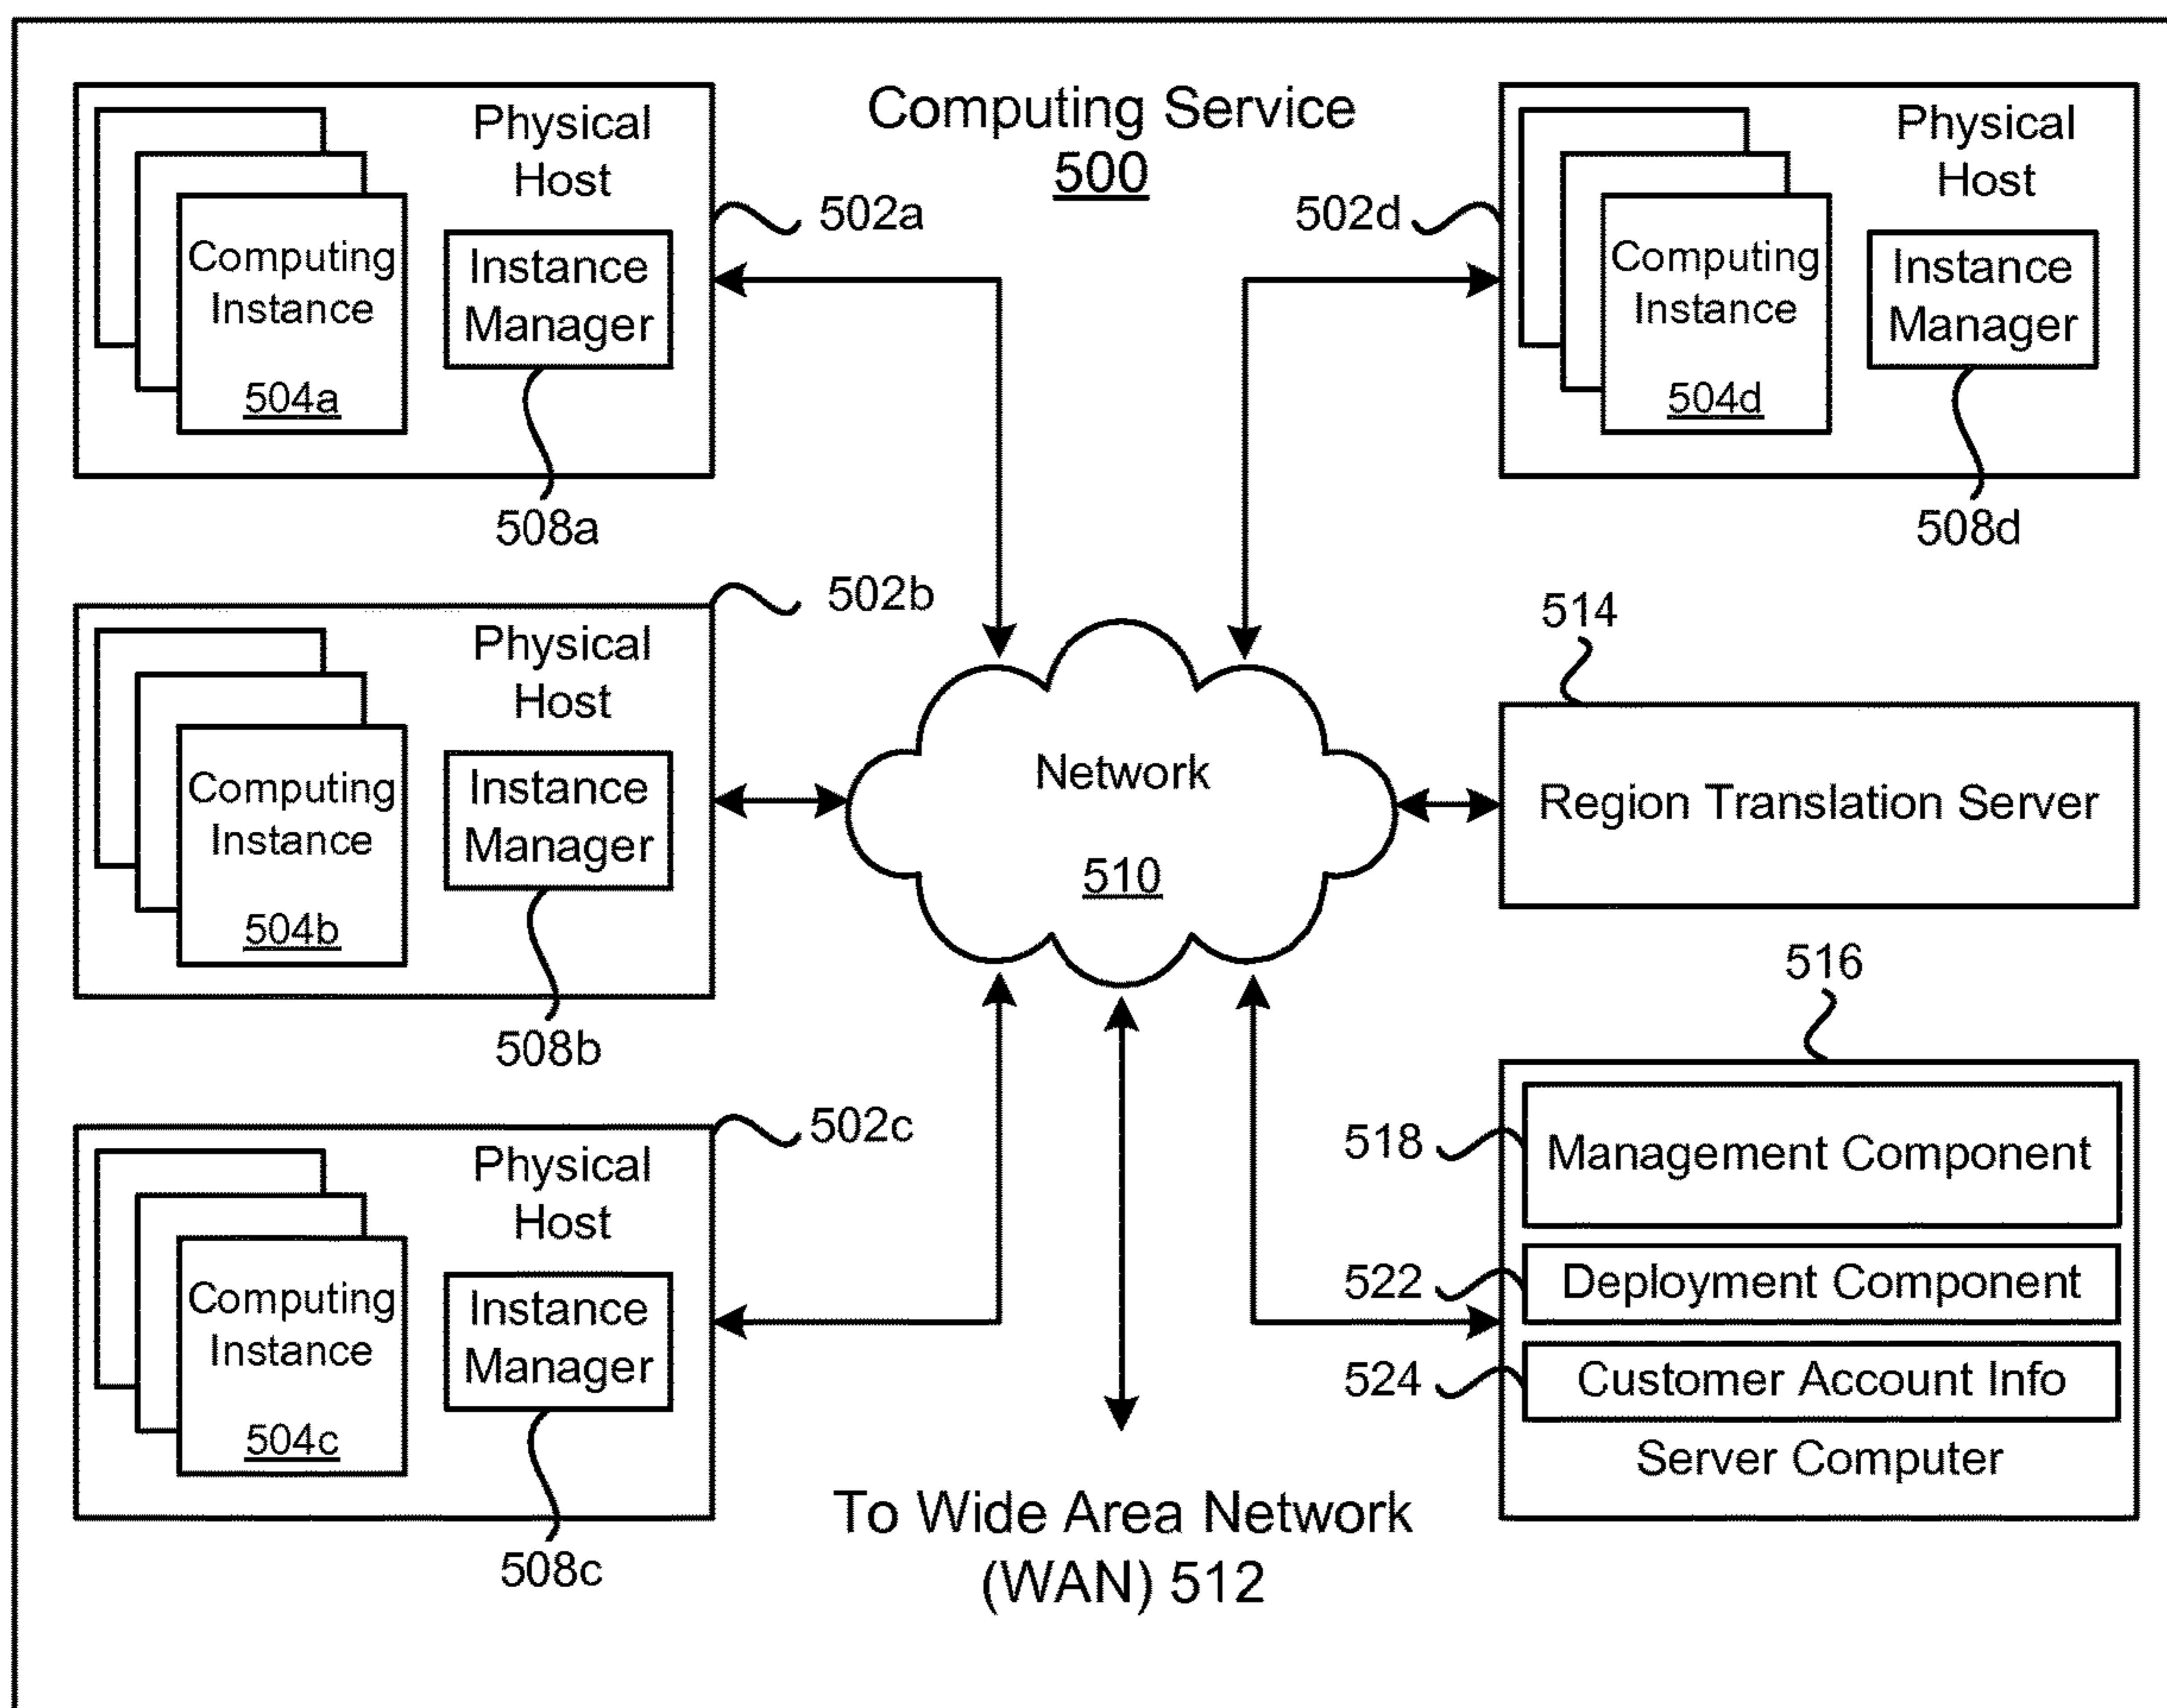 Computing Service
500
Physical
Host
Computing
Instance
504a
Instance
Manager
502a
508a
Physical
Host
Computing
Instance
504d
Instance
Manager
502d
508d
Physical
Host
Computing
Instance
504b
Instance
Manager
502b
508b
Network
510
514
Region Translation Server
Physical
Host
Computing
Instance
504c
Instance
Manager
502c
508c
516
518
Management Component
522
Deployment Component
524
Customer Account Info
Server Computer
To Wide Area Network
(WAN) 512